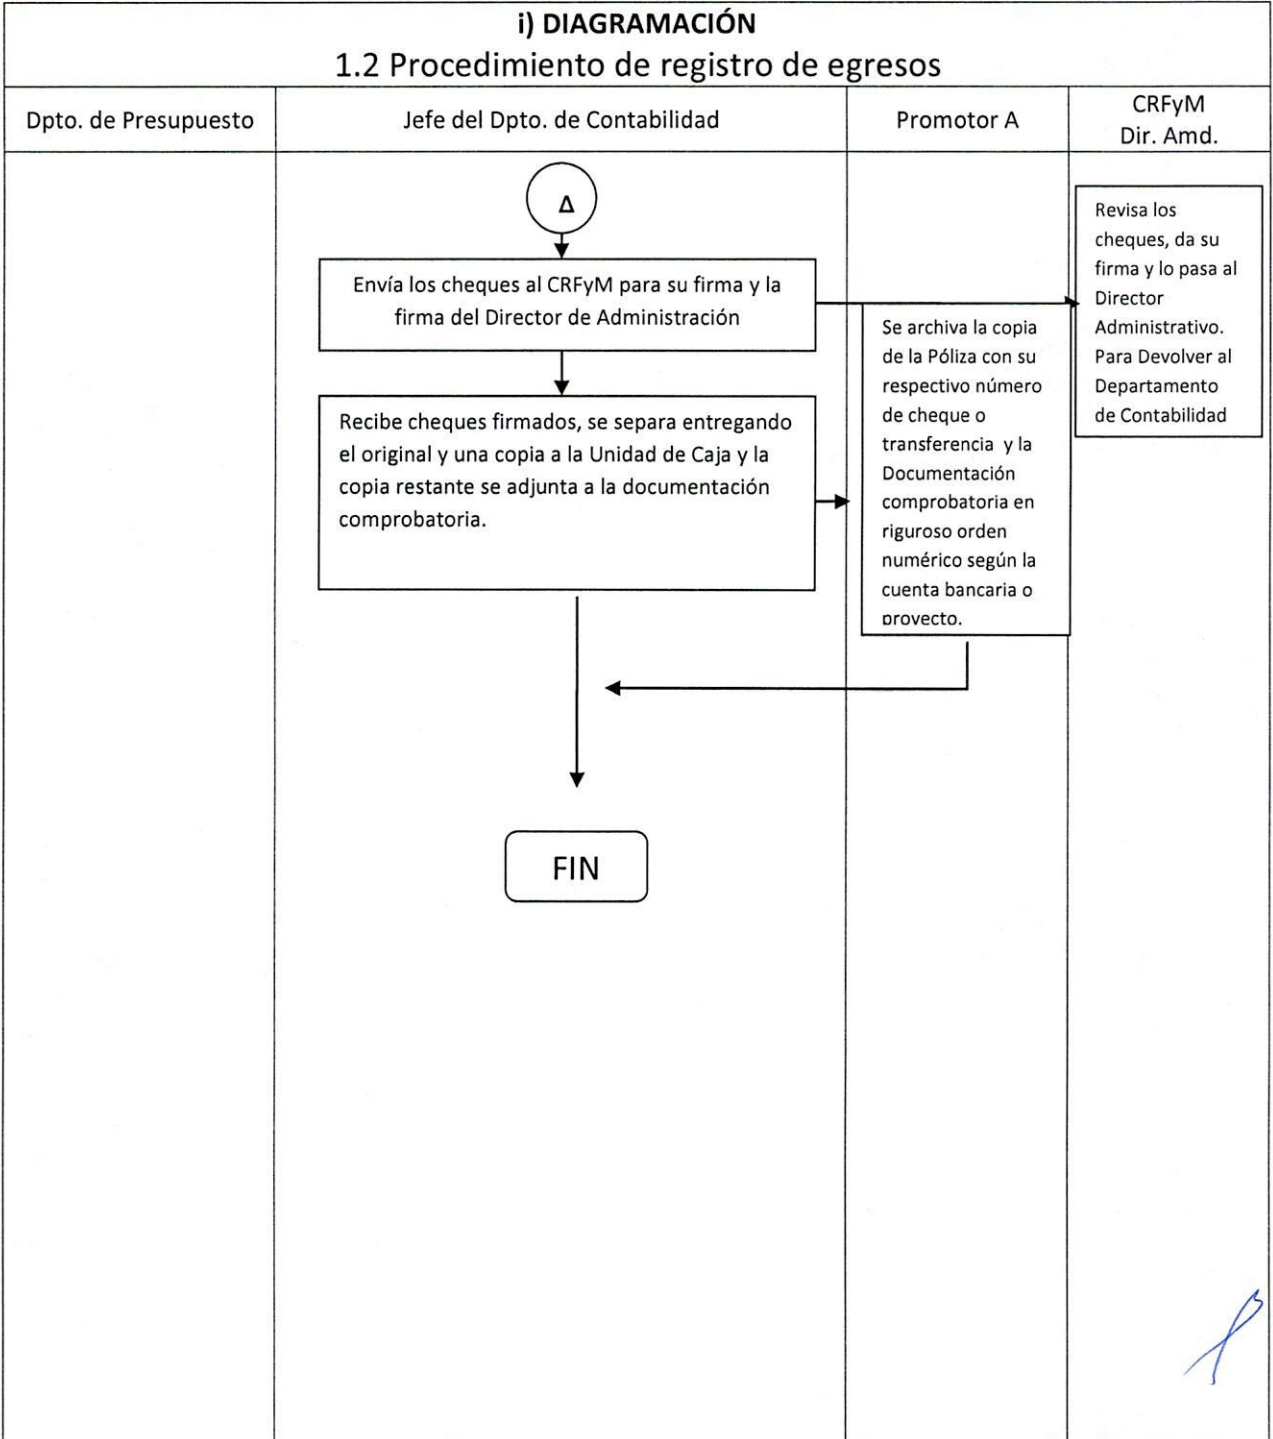 i) DIAGRAMACIÓN
1.2 Procedimiento de registro de egresos
Dpto. de Presupuesto
Jefe del Dpto. de Contabilidad
Promotor A
CRFyM
Dir. Amd.
Δ
Envía los cheques al CRFyM para su firma y la
firma del Director de Administración
Revisa los
cheques, da su
firma y lo pasa al
Director
Administrativo.
Para Devolver al
Departamento
de Contabilidad
Recibe cheques firmados, se separa entregando
el original y una copia a la Unidad de Caja y la
copia restante se adjunta a la documentación
comprobatoria.
Se archiva la copia
de la Póliza con su
respectivo número
de cheque o
transferencia y la
Documentación
comprobatoria en
riguroso orden
numérico según la
cuenta bancaria o
proyecto.
FIN